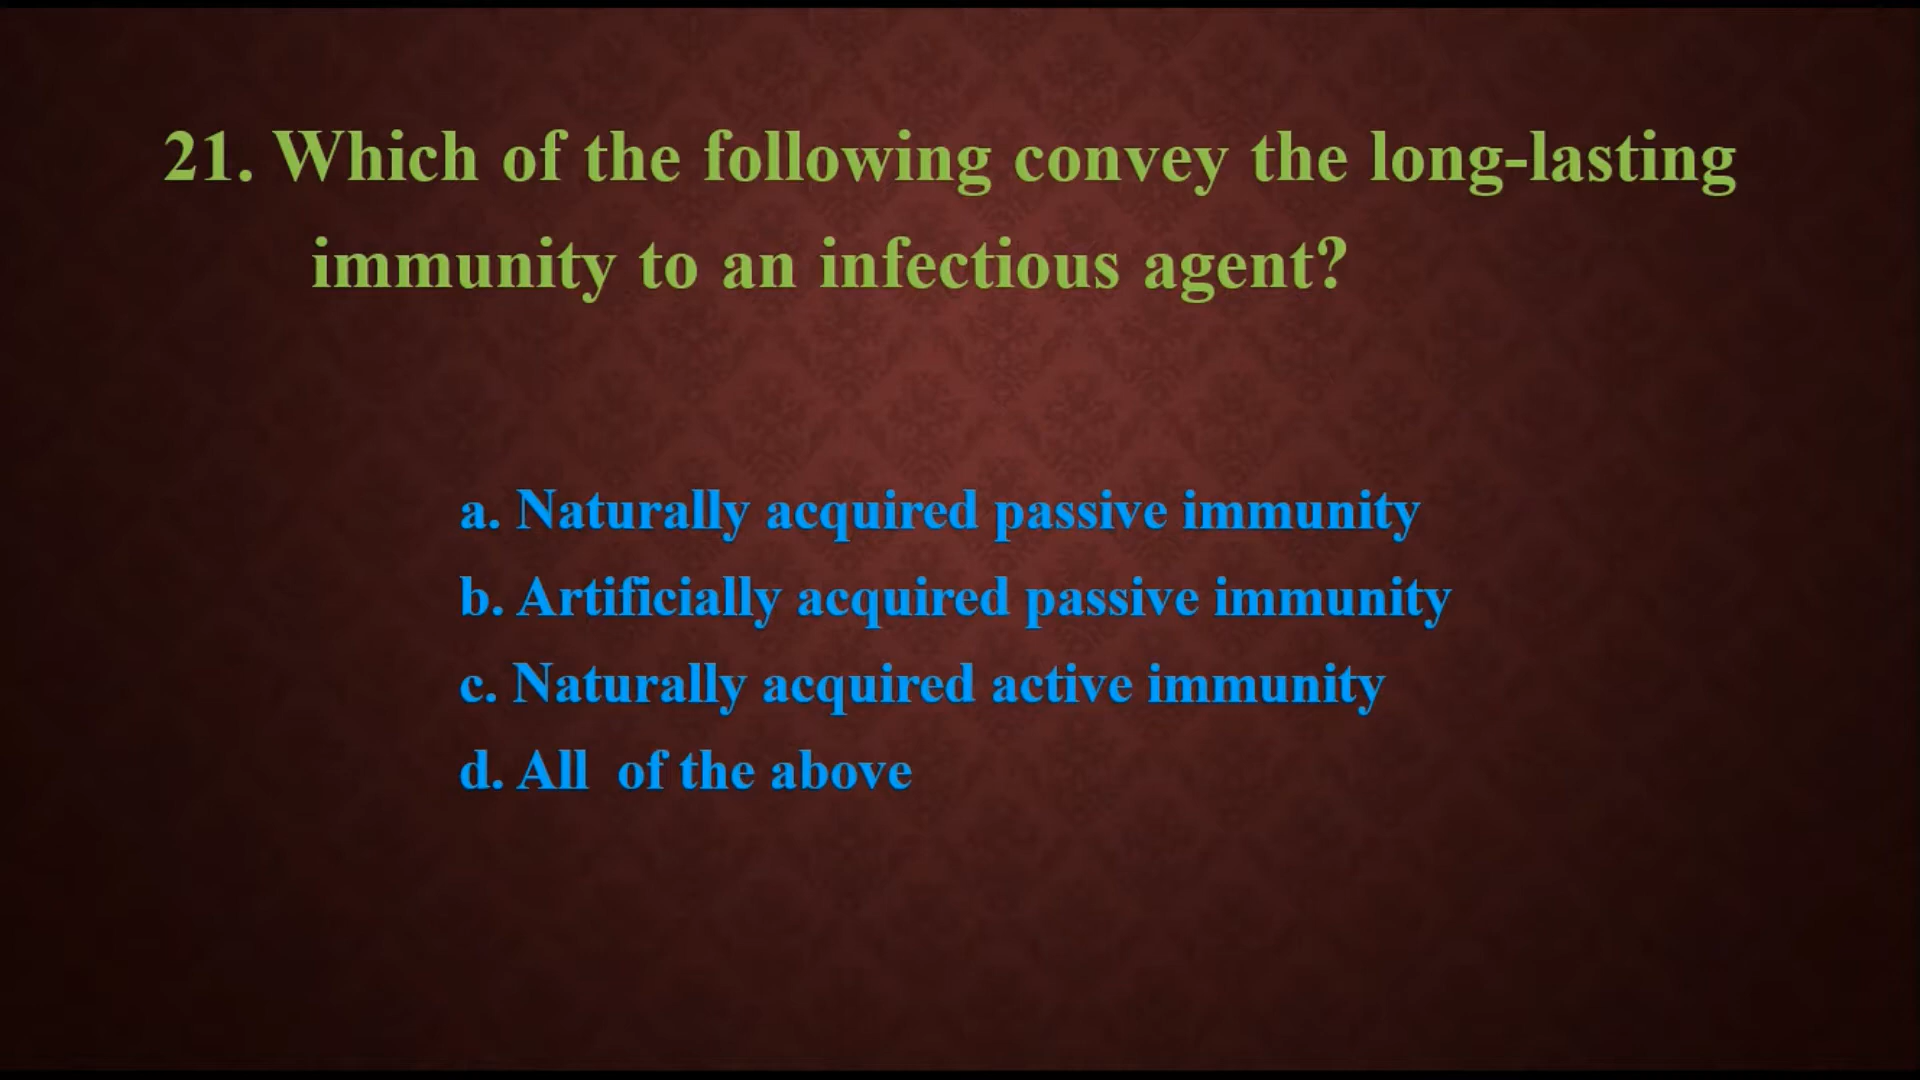 21. Which of the following convey the long-lasting
immunity to an infectious agent?
a. Naturally acquired passive immunity
b. Artificially acquired passive immunity
c. Naturally acquired active immunity
d. All of the above